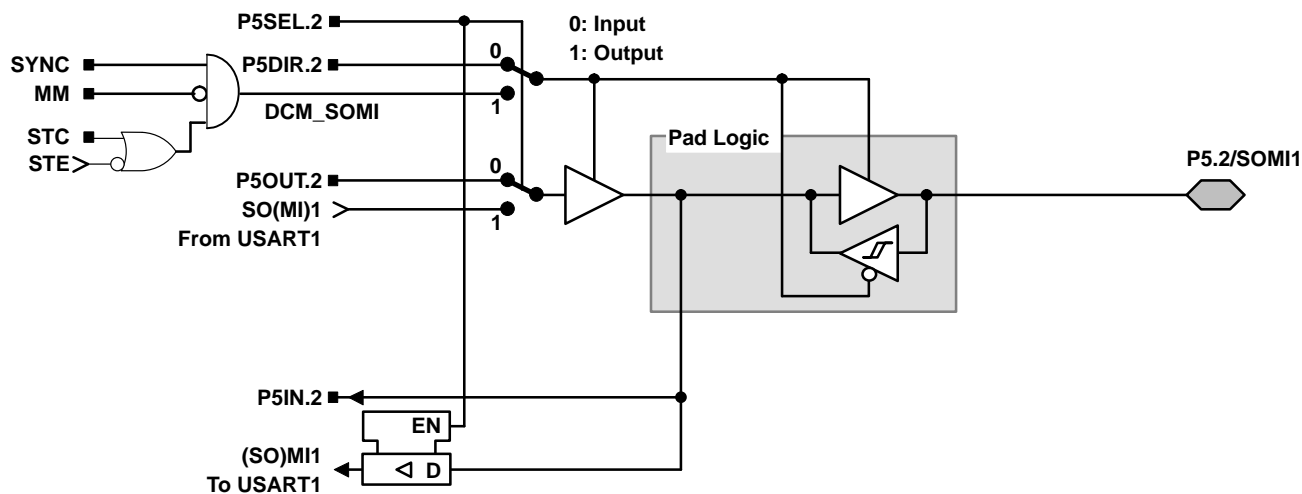 P5SEL.2
0: Input
1: Output
SYNC
MM
STC
STE
P5DIR.2
0
1
DCM_SOMI
Pad Logic
P5.2/SOMI1
P5OUT.2
0
SO(MI)1
1
From USART1
P5IN.2
EN
D
(SO)MI1
To USART1